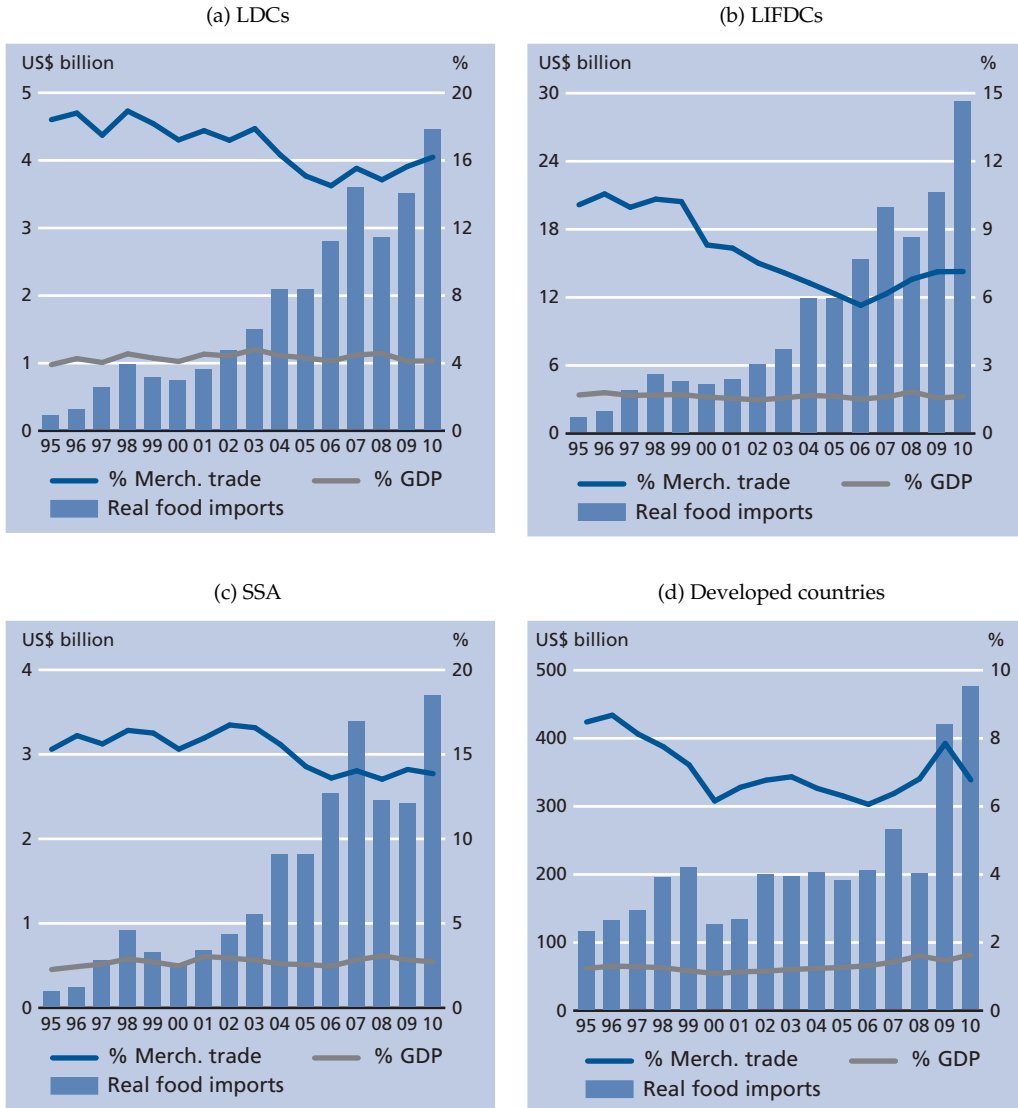 (a) LDCs
US$ billion %
5 20
4 16
3 12
2 8
1 4
0 0
95 96 97 98 99 00 01 02 03 04 05 06 07 08 09 10
% Merch. trade % GDP
Real food imports
(b) LIFDCs
US$ billion %
30 15
24 12
18 9
12 6
6 3
0 0
95 96 97 98 99 00 01 02 03 04 05 06 07 08 09 10
% Merch. trade % GDP
Real food imports
(c) SSA
US$ billion %
4 20
3 15
2 10
1 5
0 0
95 96 97 98 99 00 01 02 03 04 05 06 07 08 09 10
% Merch. trade % GDP
Real food imports
(d) Developed countries
US$ billion %
500 10
400 8
300 6
200 4
100 2
0 0
95 96 97 98 99 00 01 02 03 04 05 06 07 08 09 10
% Merch. trade % GDP
Real food imports